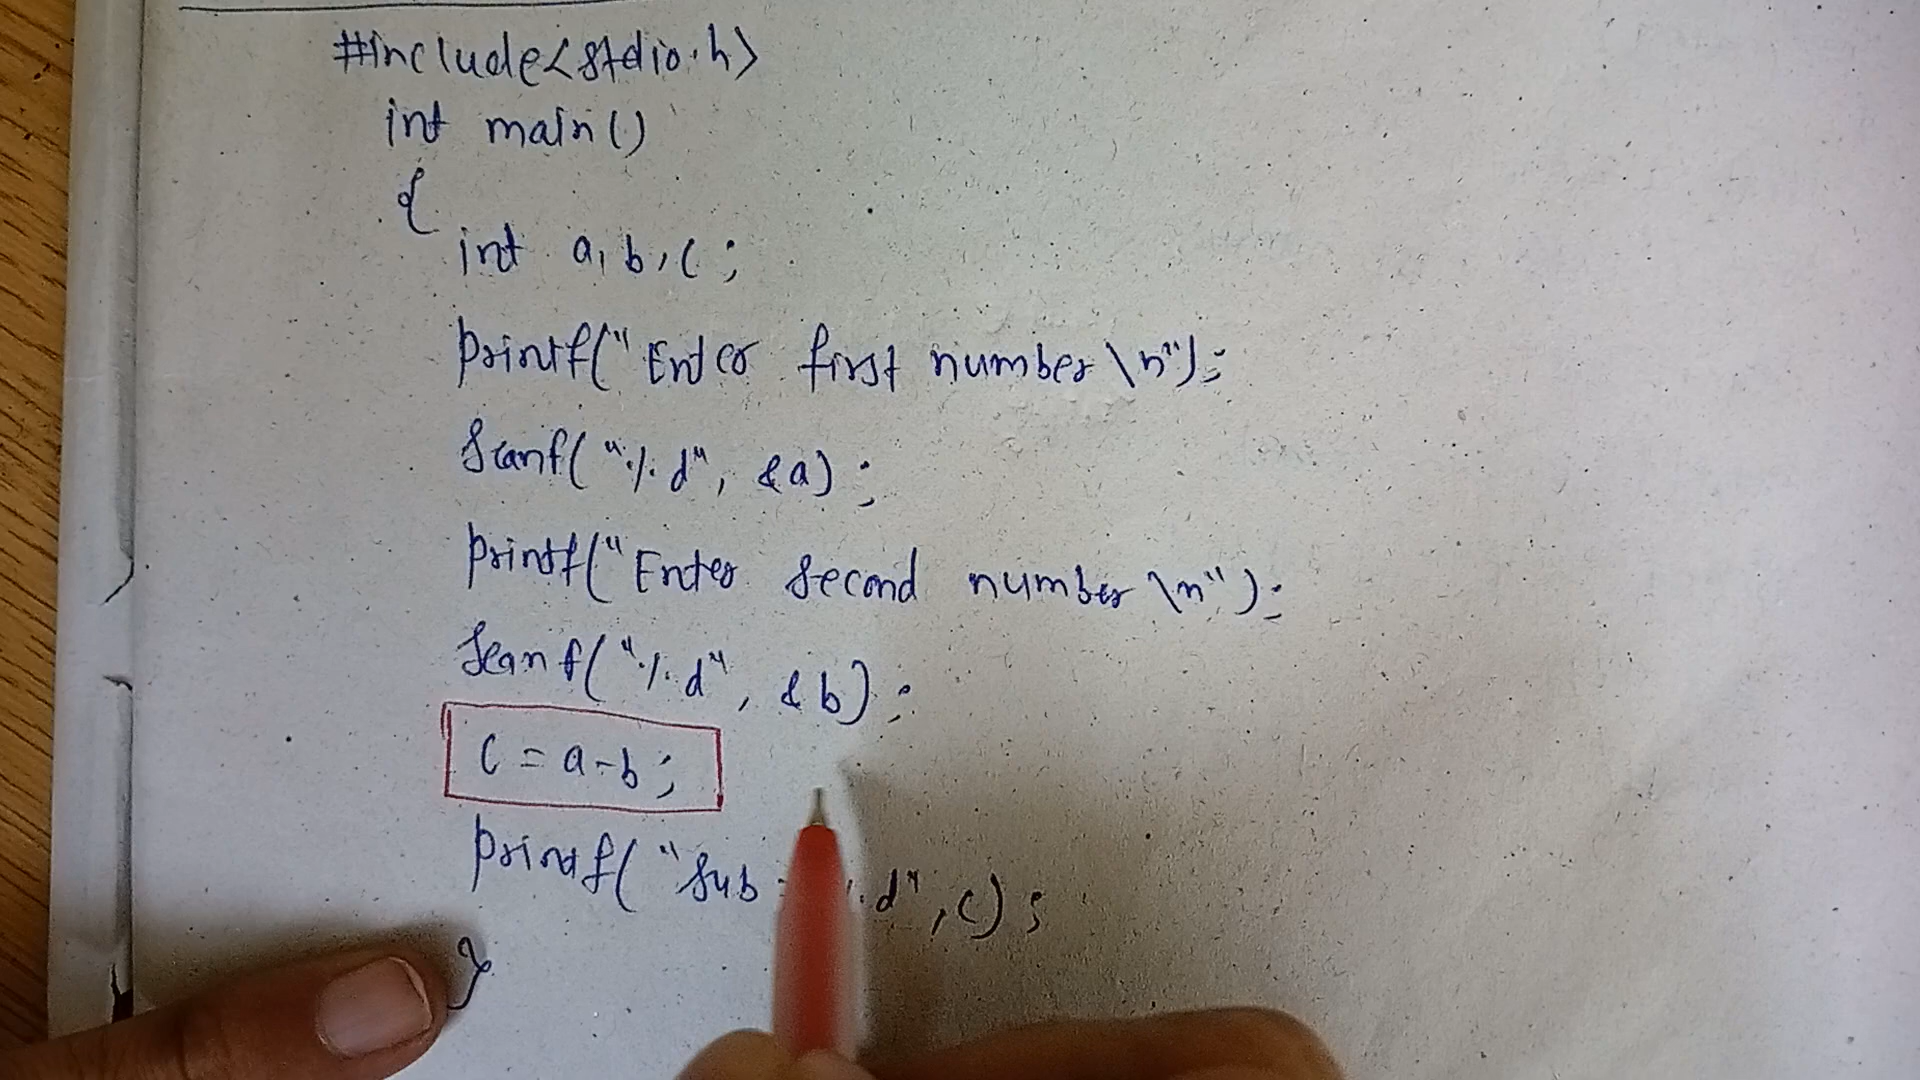 #include<stdio.h>
int main()
{
int a,b,c;
printf("Enter first number \n");
scanf("%d", &a);
printf("Enter second number \n");
scanf("%d", &b);
c = a-b;
printf("Sub = %d",c);
}